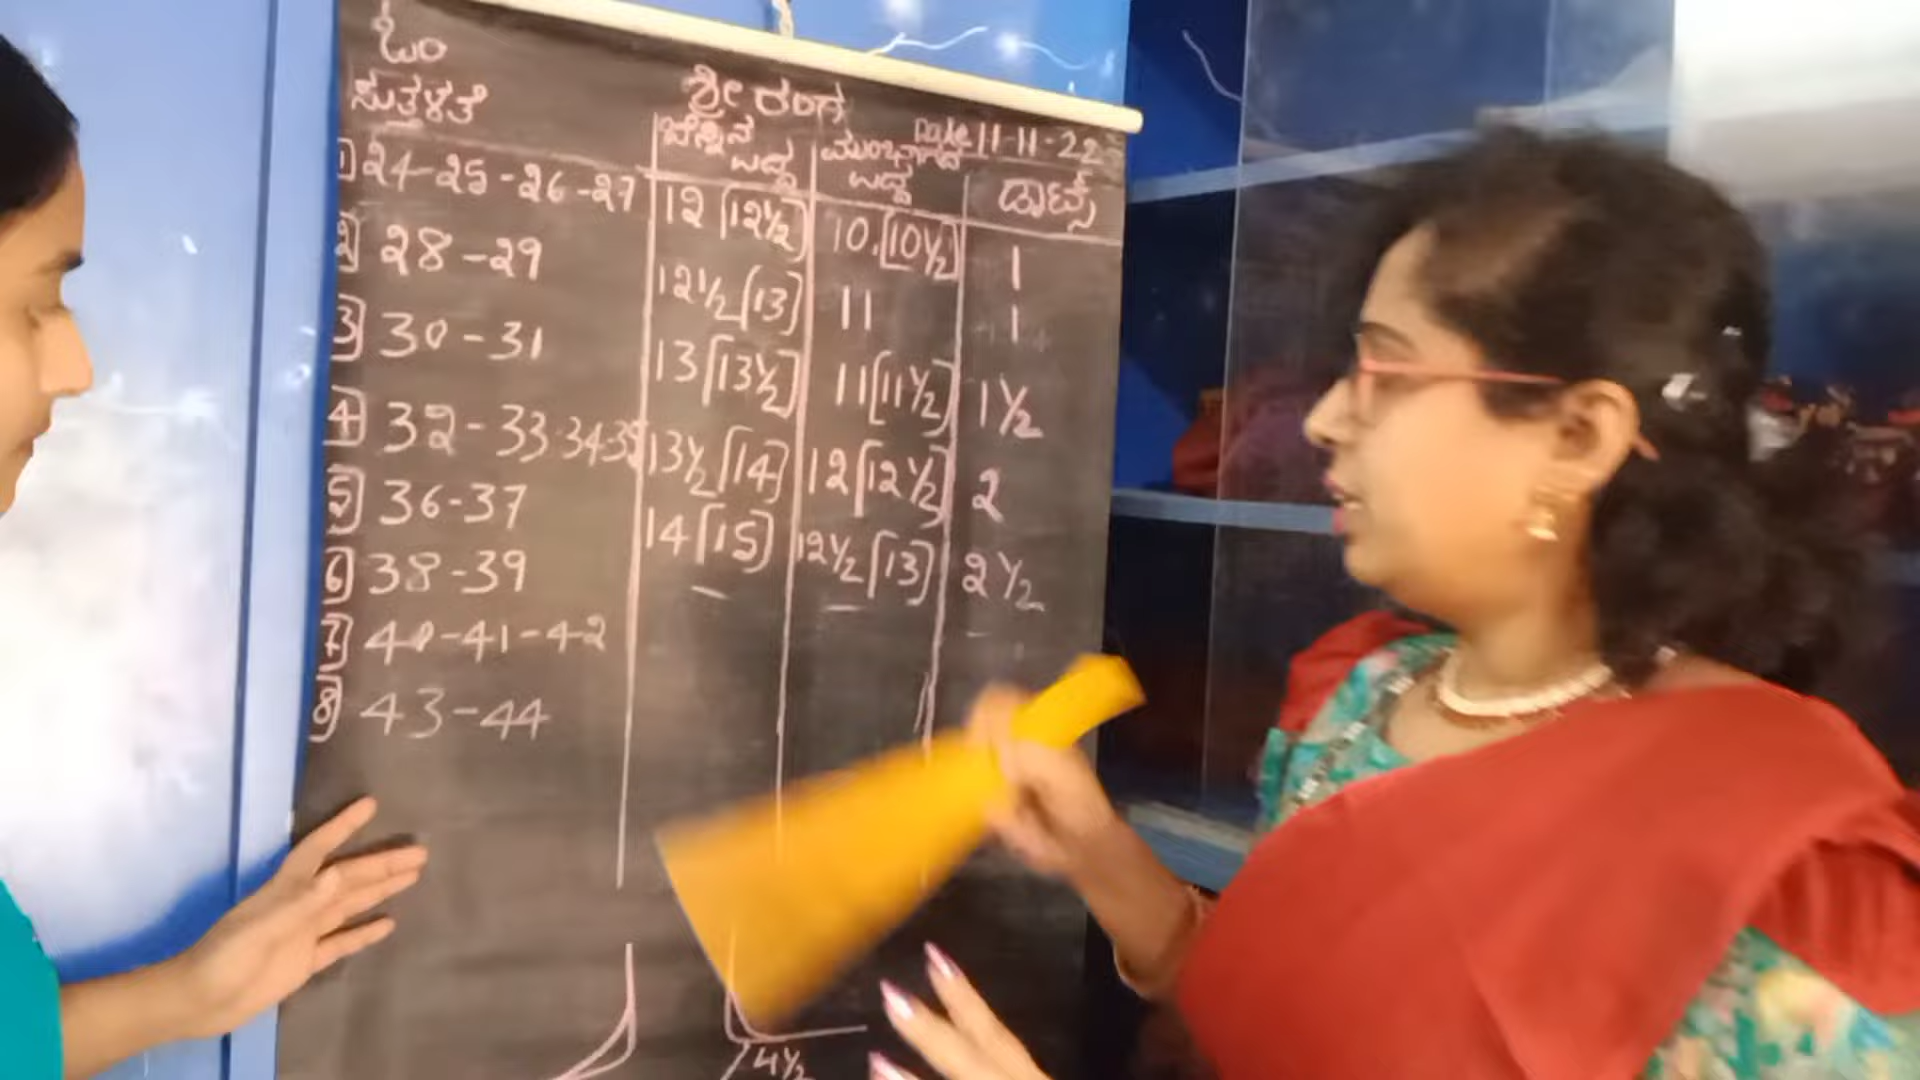 ಓಂ
ಶ್ರೀ ರಂಗ
ಸುತ್ತಳತೆ
Date 11-11-22
ಬೆನ್ನಿನ ಉದ್ದ
ಮುಂಭಾಗದ ಉದ್ದ
ಡಾಟ್ಸ್
1 24-25-26-27 12 [12½] 10.[10½] 1
2 28-29 12½ [13] 11 1
3 30-31 13 [13½] 11 [11½] 1½
4 32-33-34-35 13½ [14] 12 [12½] 2
5 36-37 14 [15] 12½ [13] 2½
6 38-39
7 40-41-42
8 43-44
4½